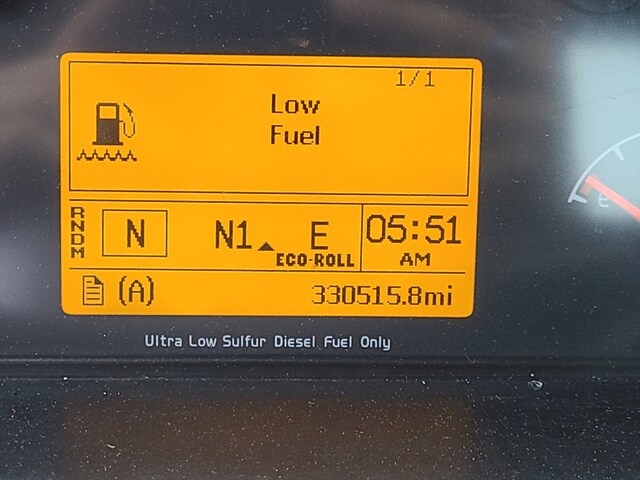 1/1
Low
Fuel
R
N
D
M
N
N1
E
ECO-ROLL
05:51
AM
(A)
330515.8mi
Ultra Low Sulfur Diesel Fuel Only
E